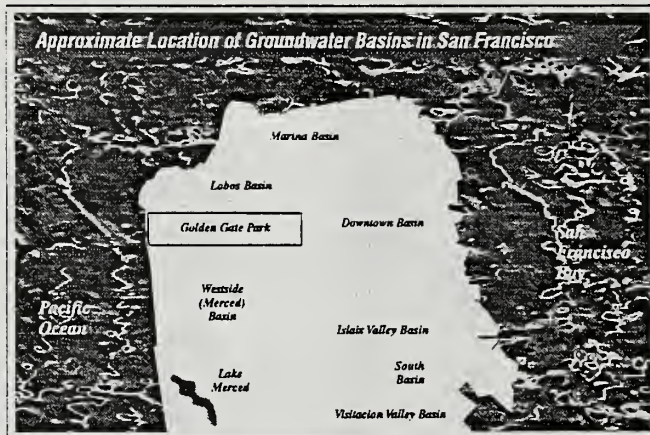 Approximate Location of Groundwater Basins in San Francisco
Marina Basin
Lobos Basin
Golden Gate Park
Downtown Basin
San
Francisco
Bay
Westside
(Merced)
Basin
Pacific
Ocean
Islais Valley Basin
Lake
Merced
South
Basin
Visitacion Valley Basin